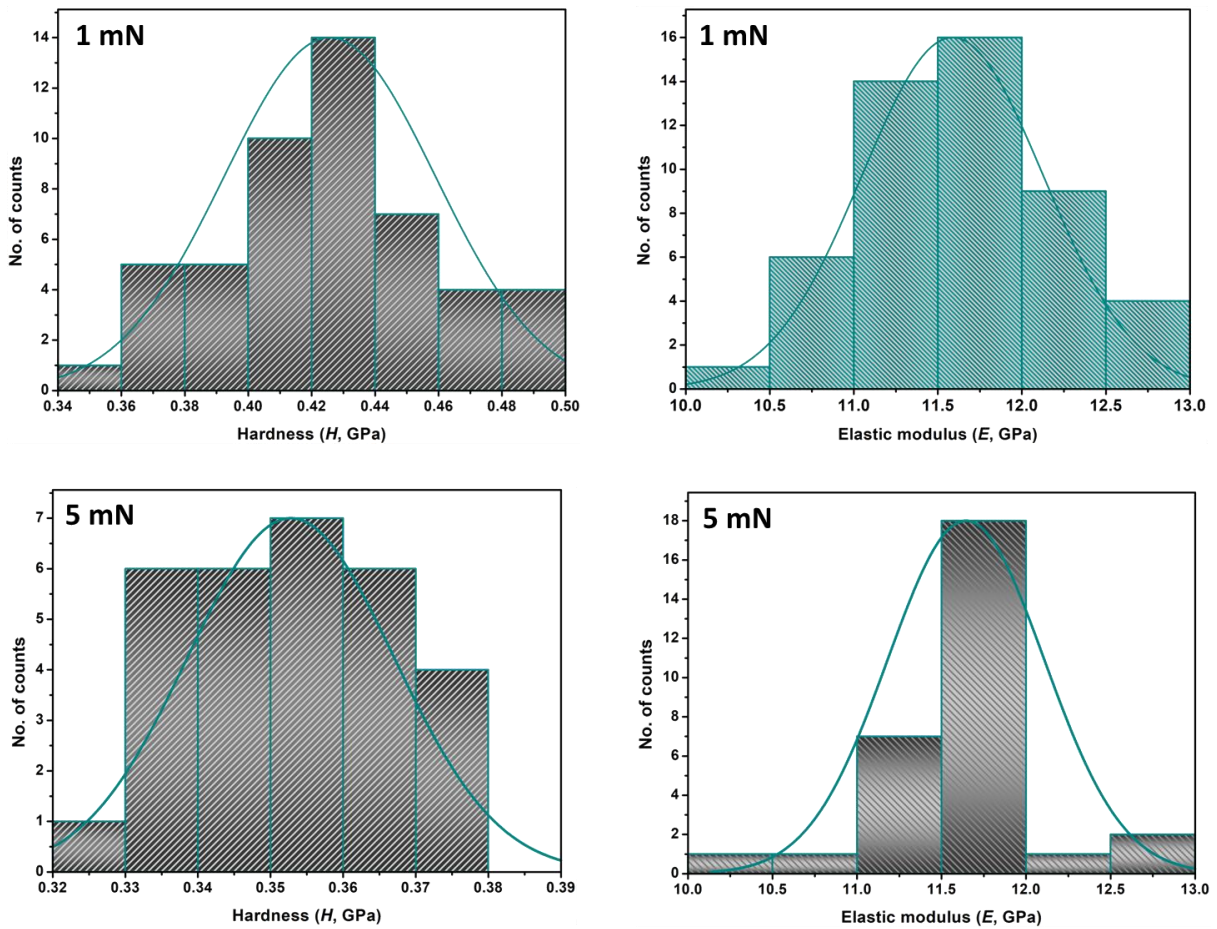 1 mN
No. of counts
14
12
10
8
6
4
2
0
0.34 0.36 0.38 0.40 0.42 0.44 0.46 0.48 0.50
Hardness (H, GPa)
1 mN
No. of counts
16
14
12
10
8
6
4
2
0
10.0 10.5 11.0 11.5 12.0 12.5 13.0
Elastic modulus (E, GPa)
5 mN
No. of counts
7
6
5
4
3
2
1
0
0.32 0.33 0.34 0.35 0.36 0.37 0.38 0.39
Hardness (H, GPa)
5 mN
No. of counts
18
16
14
12
10
8
6
4
2
0
10.0 10.5 11.0 11.5 12.0 12.5 13.0
Elastic modulus (E, GPa)